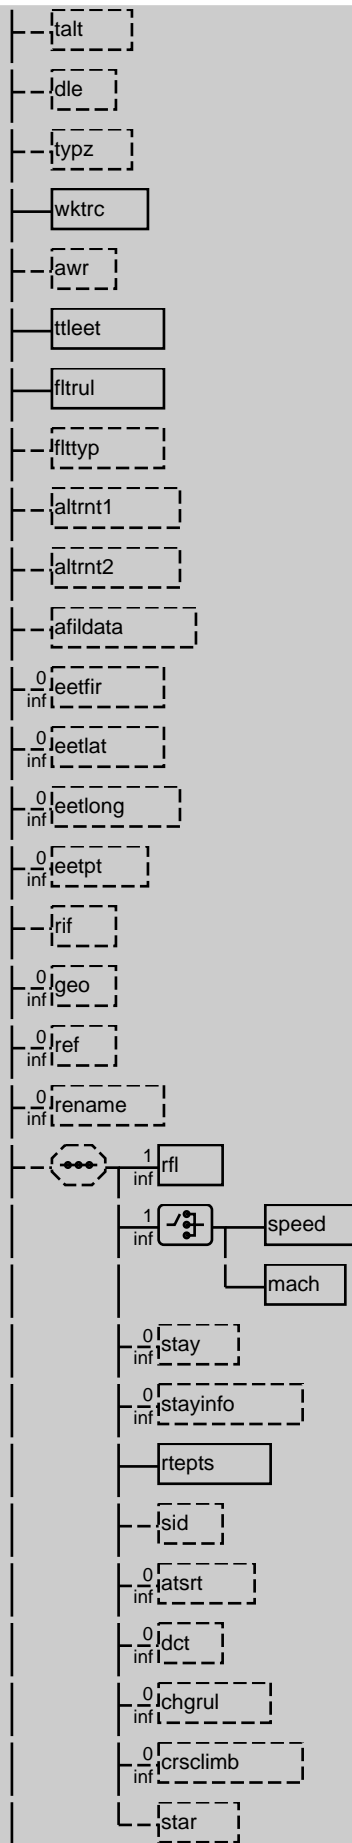 talt
dle
typz
wktrc
awr
ttleet
fltrul
flttyp
altrnt1
altrnt2
afildata
0
inf
eetfir
0
inf
eetlat
0
inf
eetlong
0
inf
eetpt
rif
0
inf
geo
0
inf
ref
0
inf
rename
1
inf
rfl
1
inf
speed
mach
0
inf
stay
0
inf
stayinfo
rtepts
sid
0
inf
atsrt
0
inf
dct
0
inf
chgrul
0
inf
crsclimb
star